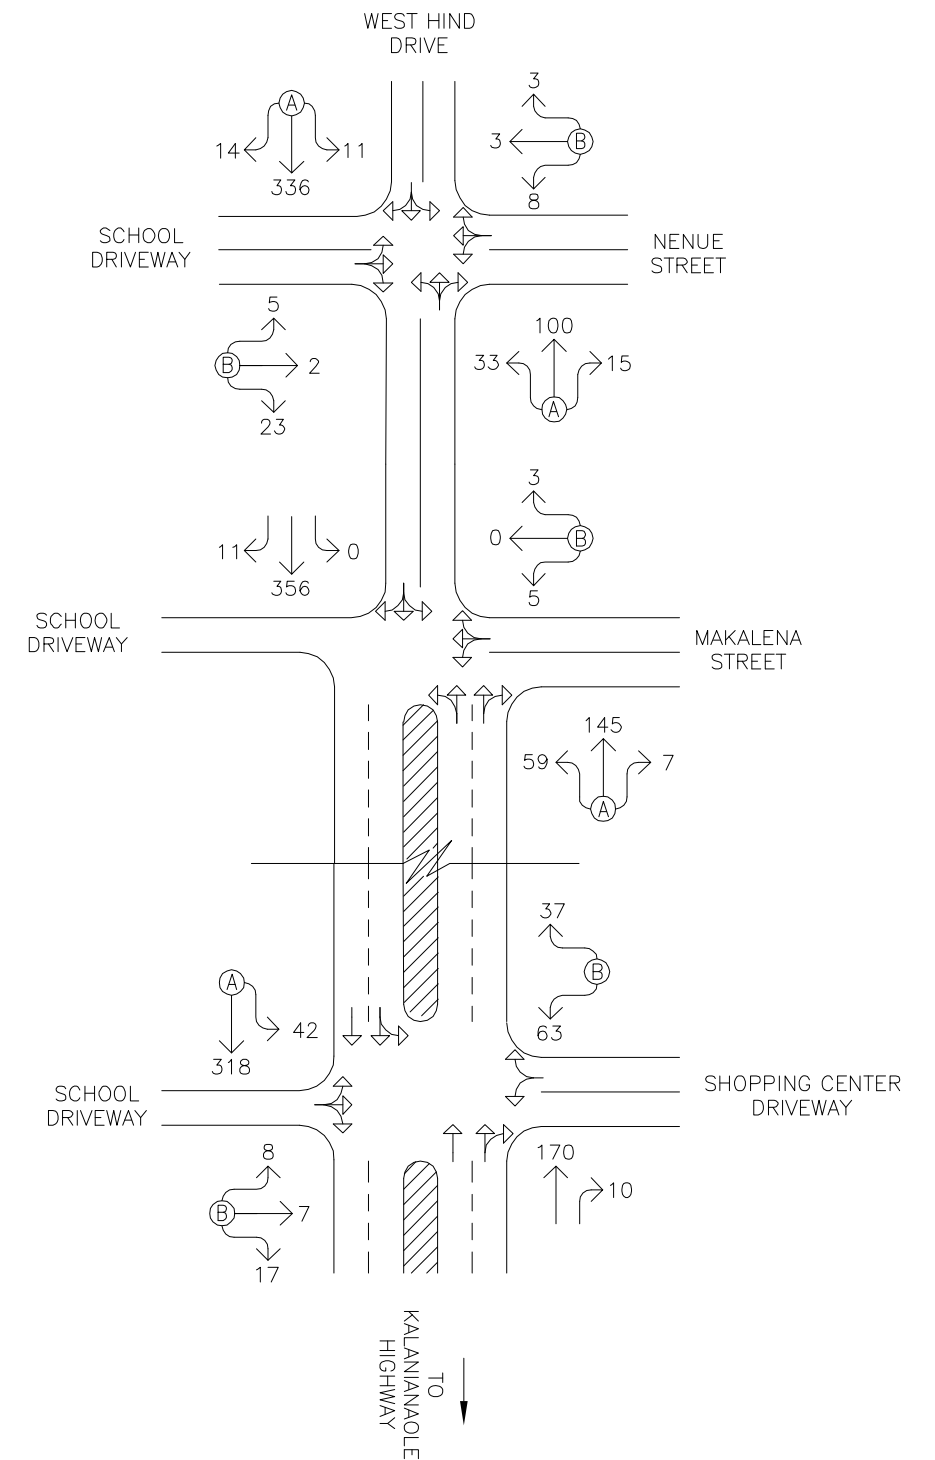 WEST HIND
DRIVE
A
14
11
336
3
B
3
8
SCHOOL
DRIVEWAY
NENUE
STREET
5
B
2
23
100
33
15
A
3
0
B
5
11
0
356
SCHOOL
DRIVEWAY
MAKALENA
STREET
145
59
7
A
37
B
63
A
42
318
SCHOOL
DRIVEWAY
SHOPPING CENTER
DRIVEWAY
8
B
7
17
170
10
TO
KALANIANAOLE
HIGHWAY